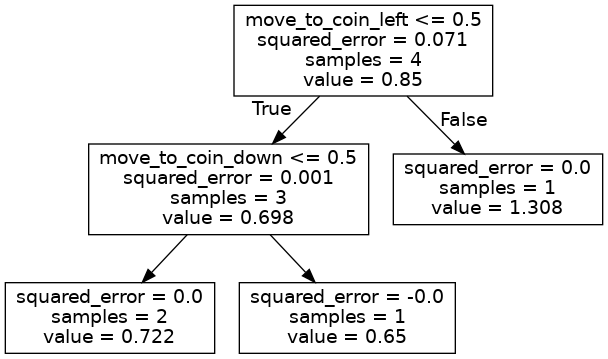 move_to_coin_left <= 0.5
squared_error = 0.071
samples = 4
value = 0.85
True
False
move_to_coin_down <= 0.5
squared_error = 0.001
samples = 3
value = 0.698
squared_error = 0.0
samples = 1
value = 1.308
squared_error = 0.0
samples = 2
value = 0.722
squared_error = -0.0
samples = 1
value = 0.65